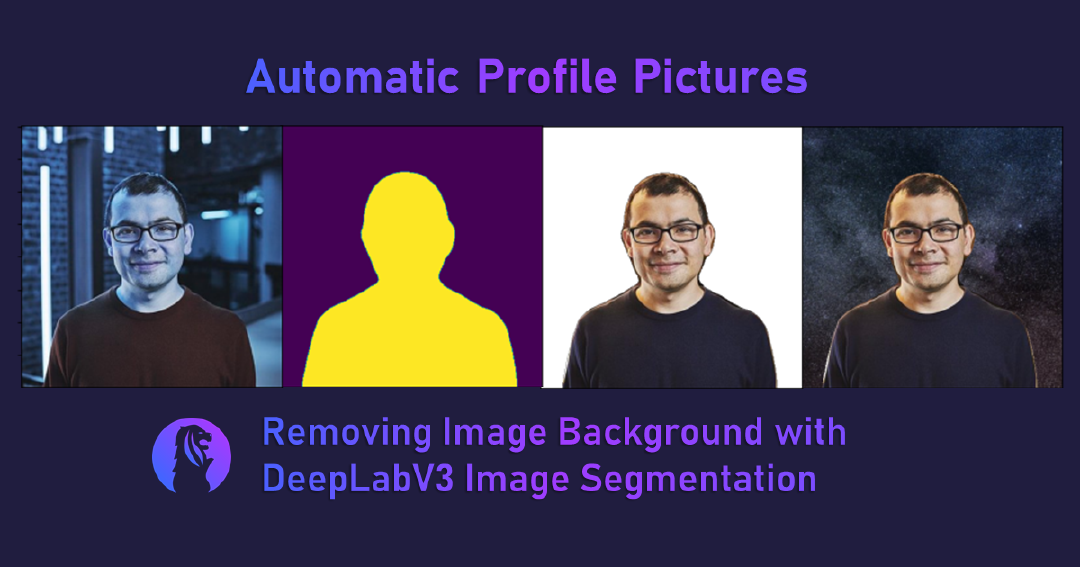 Automatic Profile Pictures
Removing Image Background with
DeepLabV3 Image Segmentation